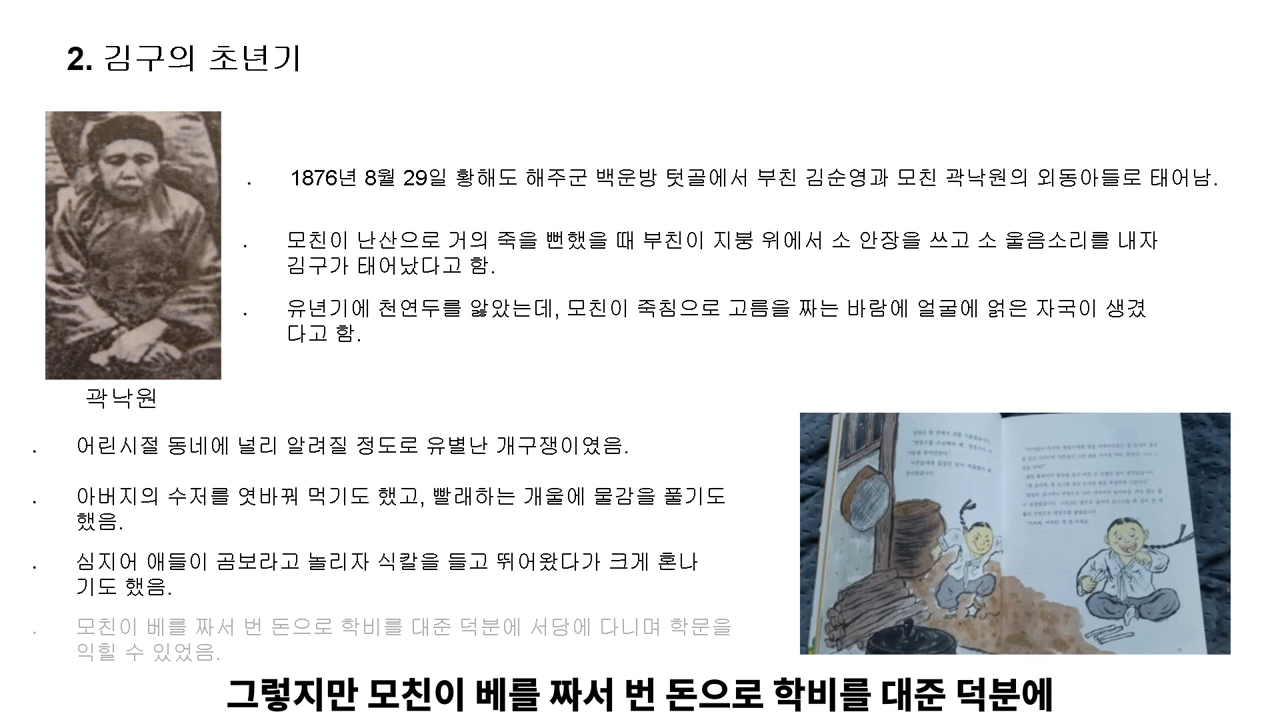 2. 김구의 초년기
. 1876년 8월 29일 황해도 해주군 백운방 텃골에서 부친 김순영과 모친 곽낙원의 외동아들로 태어남.
. 모친이 난산으로 거의 죽을 뻔했을 때 부친이 지붕 위에서 소 안장을 쓰고 소 울음소리를 내자
김구가 태어났다고 함.
. 유년기에 천연두를 앓았는데, 모친이 죽침으로 고름을 짜는 바람에 얼굴에 얽은 자국이 생겼
다고 함.
곽낙원
. 어린시절 동네에 널리 알려질 정도로 유별난 개구쟁이였음.
. 아버지의 수저를 엿바꿔 먹기도 했고, 빨래하는 개울에 물감을 풀기도
했음.
. 심지어 애들이 곰보라고 놀리자 식칼을 들고 뛰어왔다가 크게 혼나
기도 했음.
. 모친이 베를 짜서 번 돈으로 학비를 대준 덕분에 서당에 다니며 학문을
익힐 수 있었음.
그렇지만 모친이 베를 짜서 번 돈으로 학비를 대준 덕분에